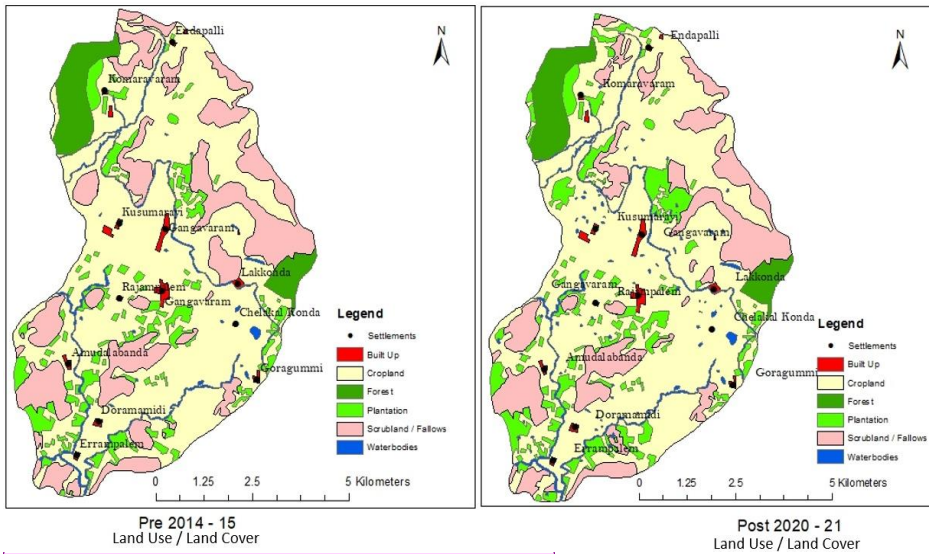 N
Endapalli
Komaravaram
Kusumarayi
Gangavaram
Lakkonda
Rajampalem
Gangavaram
Chelakal Konda
Amudalabanda
Goragummi
Doramamidi
Errampalem
Legend
Settlements
Built Up
Cropland
Forest
Plantation
Scrubland / Fallows
Waterbodies
0 1.25 2.5 5 Kilometers
Pre 2014 - 15
Land Use / Land Cover
N
Endapalli
Komaravaram
Kusumarayi
Gangavaram
Lakkonda
Gangavaram
Rajampalem
Chelakal Konda
Amudalabanda
Goragummi
Doramamidi
Errampalem
Legend
Settlements
Built Up
Cropland
Forest
Plantation
Scrubland / Fallows
Waterbodies
0 1.25 2.5 5 Kilometers
Post 2020 - 21
Land Use / Land Cover